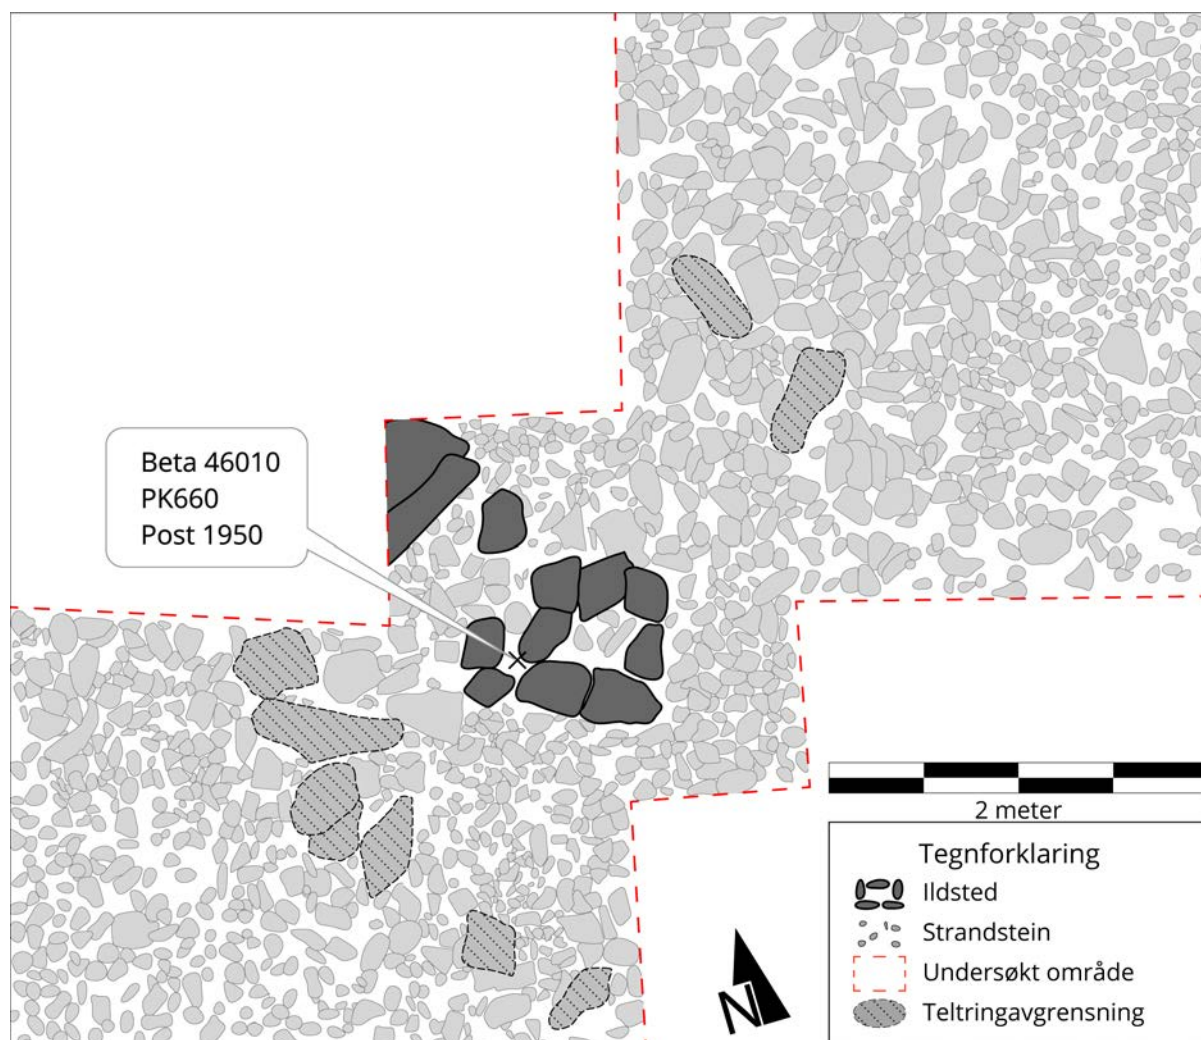 Beta 46010
PK660
Post 1950
2 meter
Tegnforklaring
Ildsted
Strandstein
Undersøkt område
Teltringavgrensning
N